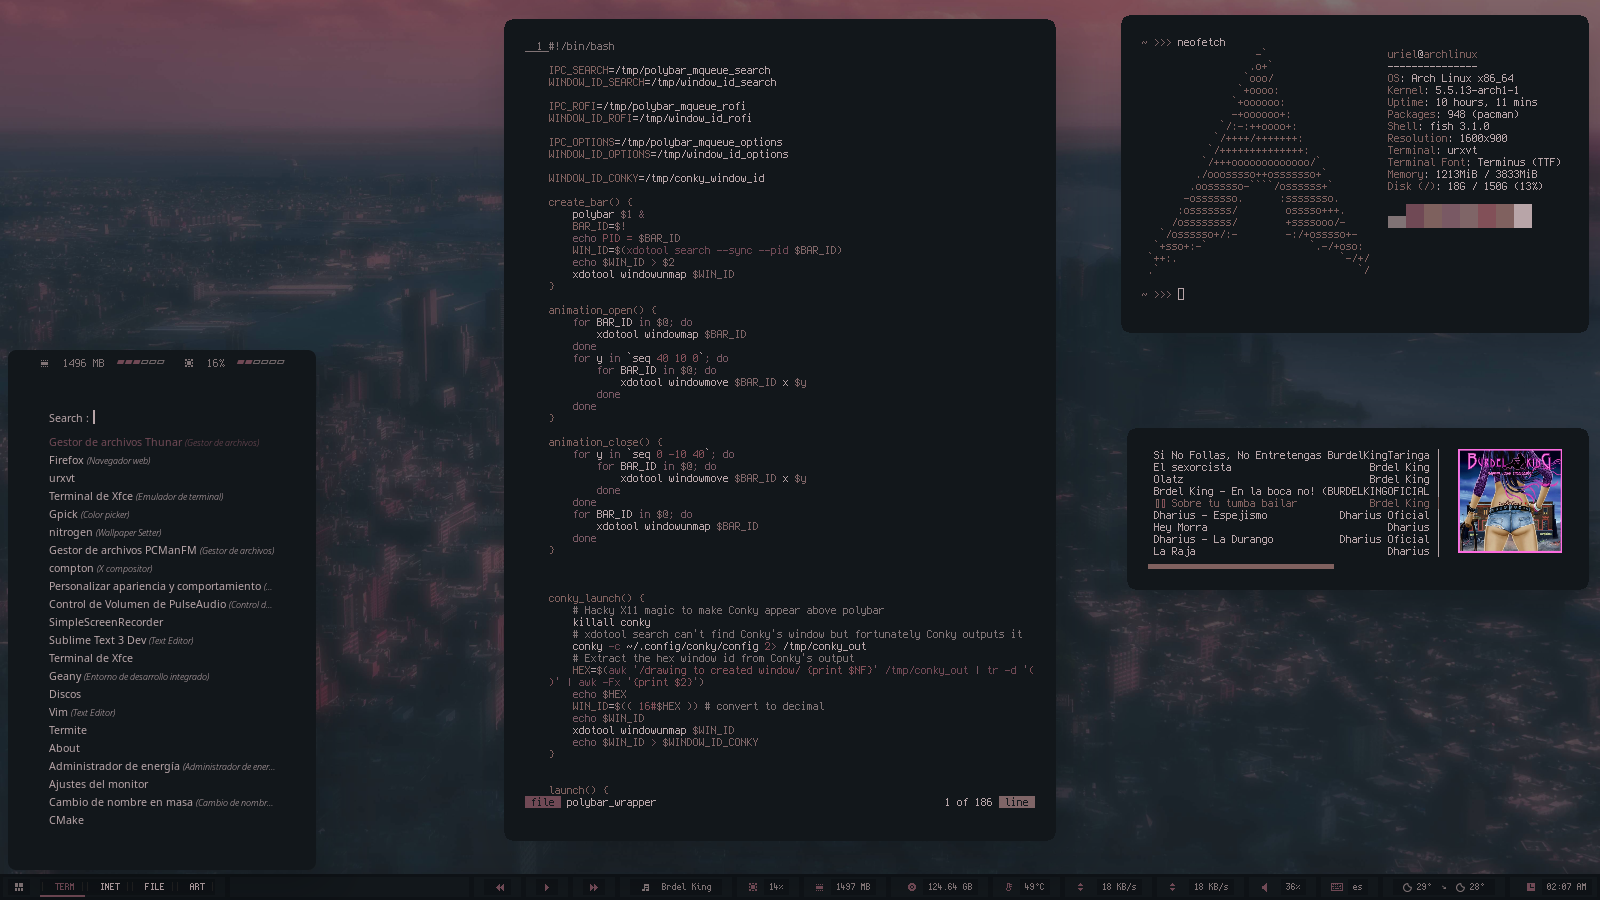 1 #!/bin/bash
IPC_SEARCH=/tmp/polybar_mqueue_search
WINDOW_ID_SEARCH=/tmp/window_id_search
IPC_ROFI=/tmp/polybar_mqueue_rofi
WINDOW_ID_ROFI=/tmp/window_id_rofi
IPC_OPTIONS=/tmp/polybar_mqueue_options
WINDOW_ID_OPTIONS=/tmp/window_id_options
WINDOW_ID_CONKY=/tmp/conky_window_id
create_bar() {
polybar $1 &
BAR_ID=$!
echo PID = $BAR_ID
WIN_ID=$(xdotool search --sync --pid $BAR_ID)
echo $WIN_ID > $2
xdotool windowunmap $WIN_ID
}
animation_open() {
for BAR_ID in $@; do
xdotool windowmap $BAR_ID
done
for y in `seq 40 10 0`; do
for BAR_ID in $@; do
xdotool windowmove $BAR_ID x $y
done
done
}
animation_close() {
for y in `seq 0 -10 40`; do
for BAR_ID in $@; do
xdotool windowmove $BAR_ID x $y
done
done
for BAR_ID in $@; do
xdotool windowunmap $BAR_ID
done
}
conky_launch() {
# Hacky X11 magic to make Conky appear above polybar
killall conky
# xdotool search can't find Conky's window but fortunately Conky outputs it
conky -c ~/.config/conky/config 2> /tmp/conky_out
# Extract the hex window id from Conky's output
HEX=$(awk '/drawing to created window/ {print $NF}' /tmp/conky_out | tr -d '(
)' | awk -Fx '{print $2}')
echo $HEX
WIN_ID=$(( 16#$HEX )) # convert to decimal
echo $WIN_ID
xdotool windowunmap $WIN_ID
echo $WIN_ID > $WINDOW_ID_CONKY
}
launch() {
file polybar_wrapper 1 of 186 line
~ >>> neofetch
uriel@archlinux
---------------
OS: Arch Linux x86_64
Kernel: 5.5.13-arch1-1
Uptime: 10 hours, 11 mins
Packages: 948 (pacman)
Shell: fish 3.1.0
Resolution: 1600x900
Terminal: urxvt
Terminal Font: Terminus (TTF)
Memory: 1213MiB / 3833MiB
Disk (/): 18G / 150G (13%)
~ >>>
1496 MB 16%
Search :
Gestor de archivos Thunar (Gestor de archivos)
Firefox (Navegador web)
urxvt
Terminal de Xfce (Emulador de terminal)
Gpick (Color picker)
nitrogen (Wallpaper Setter)
Gestor de archivos PCManFM (Gestor de archivos)
compton (X compositor)
Personalizar apariencia y comportamiento (...
Control de Volumen de PulseAudio (Control d...
SimpleScreenRecorder
Sublime Text 3 Dev (Text Editor)
Terminal de Xfce
Geany (Entorno de desarrollo integrado)
Discos
Vim (Text Editor)
Termite
About
Administrador de energía (Administrador de ener...
Ajustes del monitor
Cambio de nombre en masa (Cambio de nombr...
CMake
Si No Follas, No Entretengas BurdelKingTaringa
El sexorcista Brdel King
Olatz Brdel King
Brdel King - En la boca no! (BURDELKINGOFICIAL
Sobre tu tumba bailar Brdel King
Dharius - Espejismo Dharius Oficial
Hey Morra Dharius
Dharius - La Durango Dharius Oficial
La Raja Dharius
BURDEL KING
TERM INET FILE ART Brdel King 14% 1497 MB 124.64 GB 49°C 18 KB/s 18 KB/s 36% es 29° 28° 02:07 AM